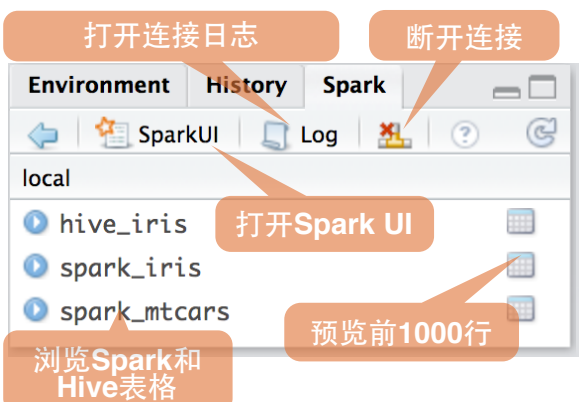 打开连接日志
断开连接
Environment History Spark
SparkUI Log ?
local
打开Spark UI
hive_iris
spark_iris
spark_mtcars
预览前1000行
浏览Spark和
Hive表格